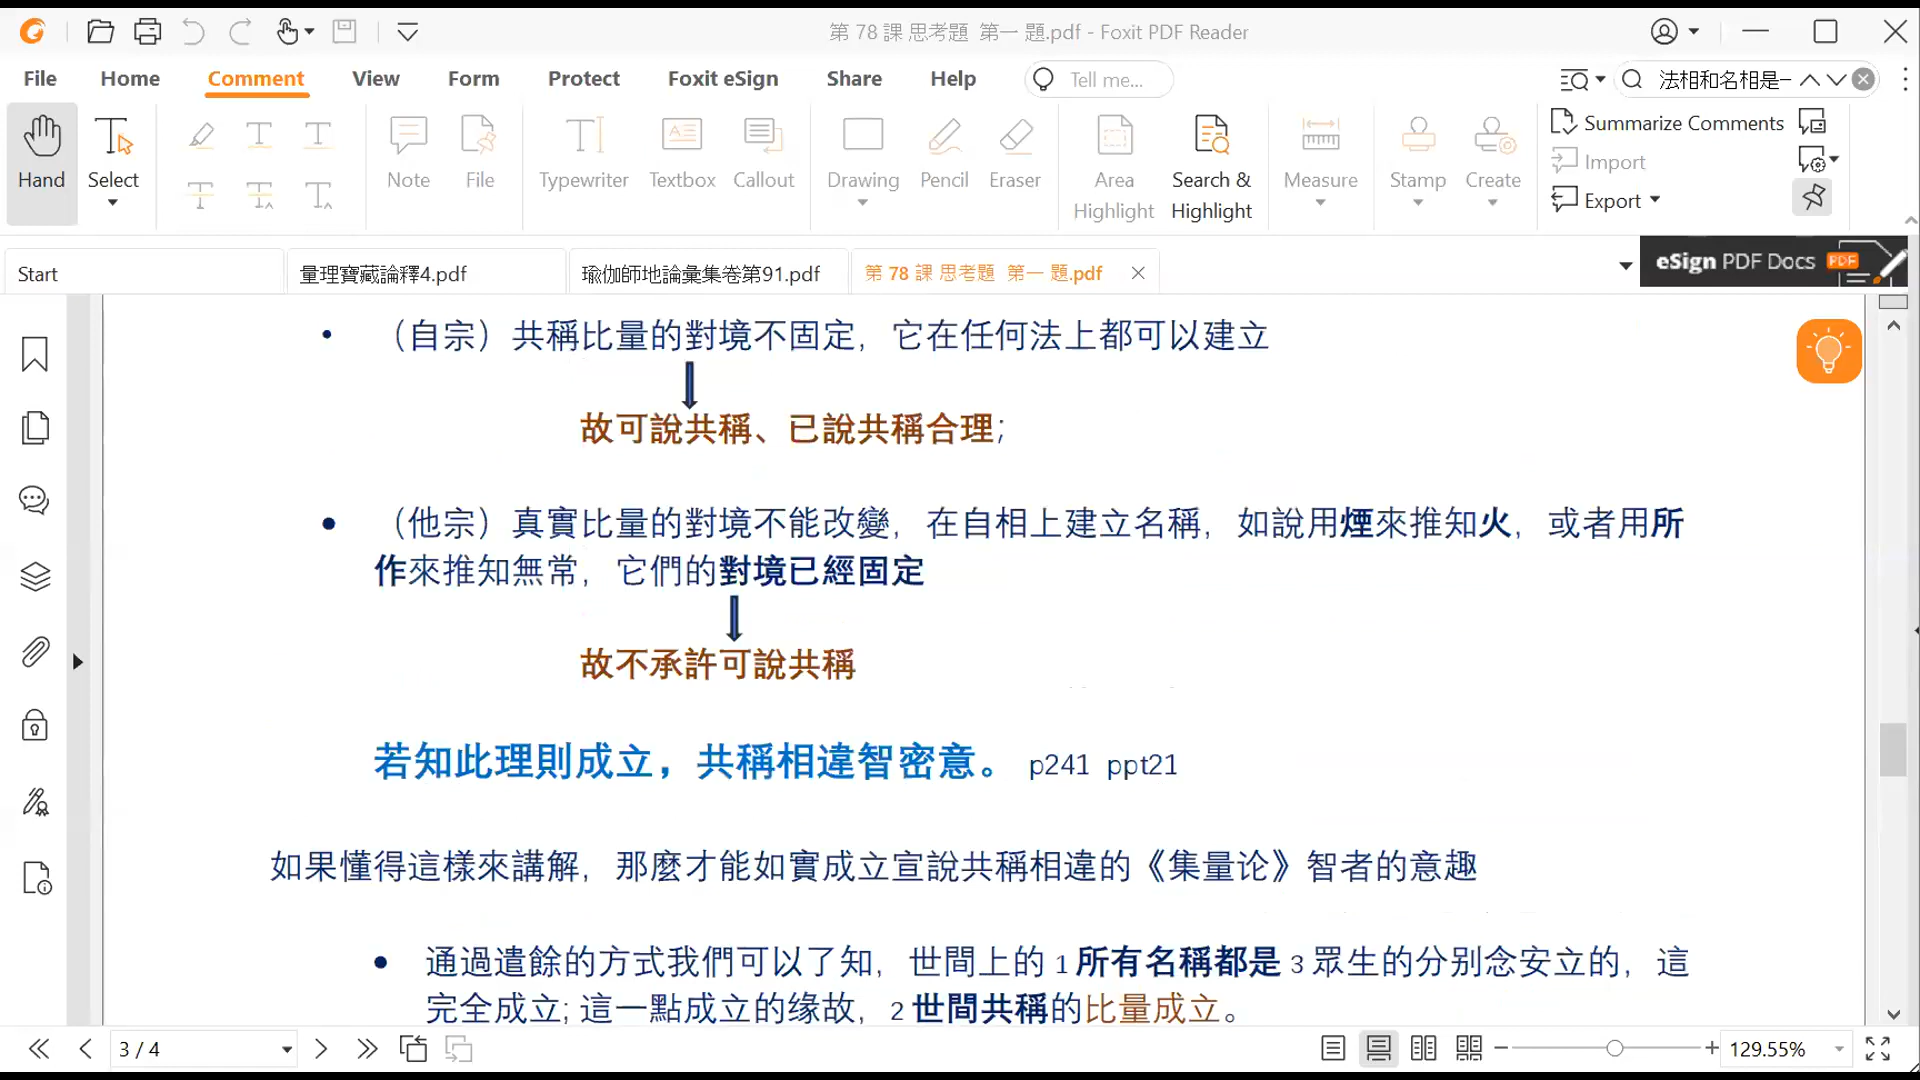 第 78 課 思考題 第一 題.pdf - Foxit PDF Reader
File Home Comment View Form Protect Foxit eSign Share Help Tell me... 法相和名相是一
Hand Select Note File Typewriter Textbox Callout Drawing Pencil Eraser Area Highlight Search & Highlight Measure Stamp Create Summarize Comments
Import
Export
Start 量理寶藏論釋4.pdf 瑜伽師地論彙集卷第91.pdf 第 78 課 思考題 第一 題.pdf eSign PDF Docs PDF
• （自宗）共稱比量的對境不固定，它在任何法上都可以建立
故可說共稱、已說共稱合理；
• （他宗）真實比量的對境不能改變，在自相上建立名稱，如說用煙來推知火，或者用所
作來推知無常，它們的對境已經固定
故不承許可說共稱
若知此理則成立，共稱相違智密意。 p241 ppt21
如果懂得這樣來講解，那麼才能如實成立宣說共稱相違的《集量论》智者的意趣
• 通過遣餘的方式我們可以了知，世間上的 1 所有名稱都是 3 眾生的分别念安立的，這
完全成立；這一點成立的缘故，2 世間共稱的比量成立。
3 / 4 129.55%